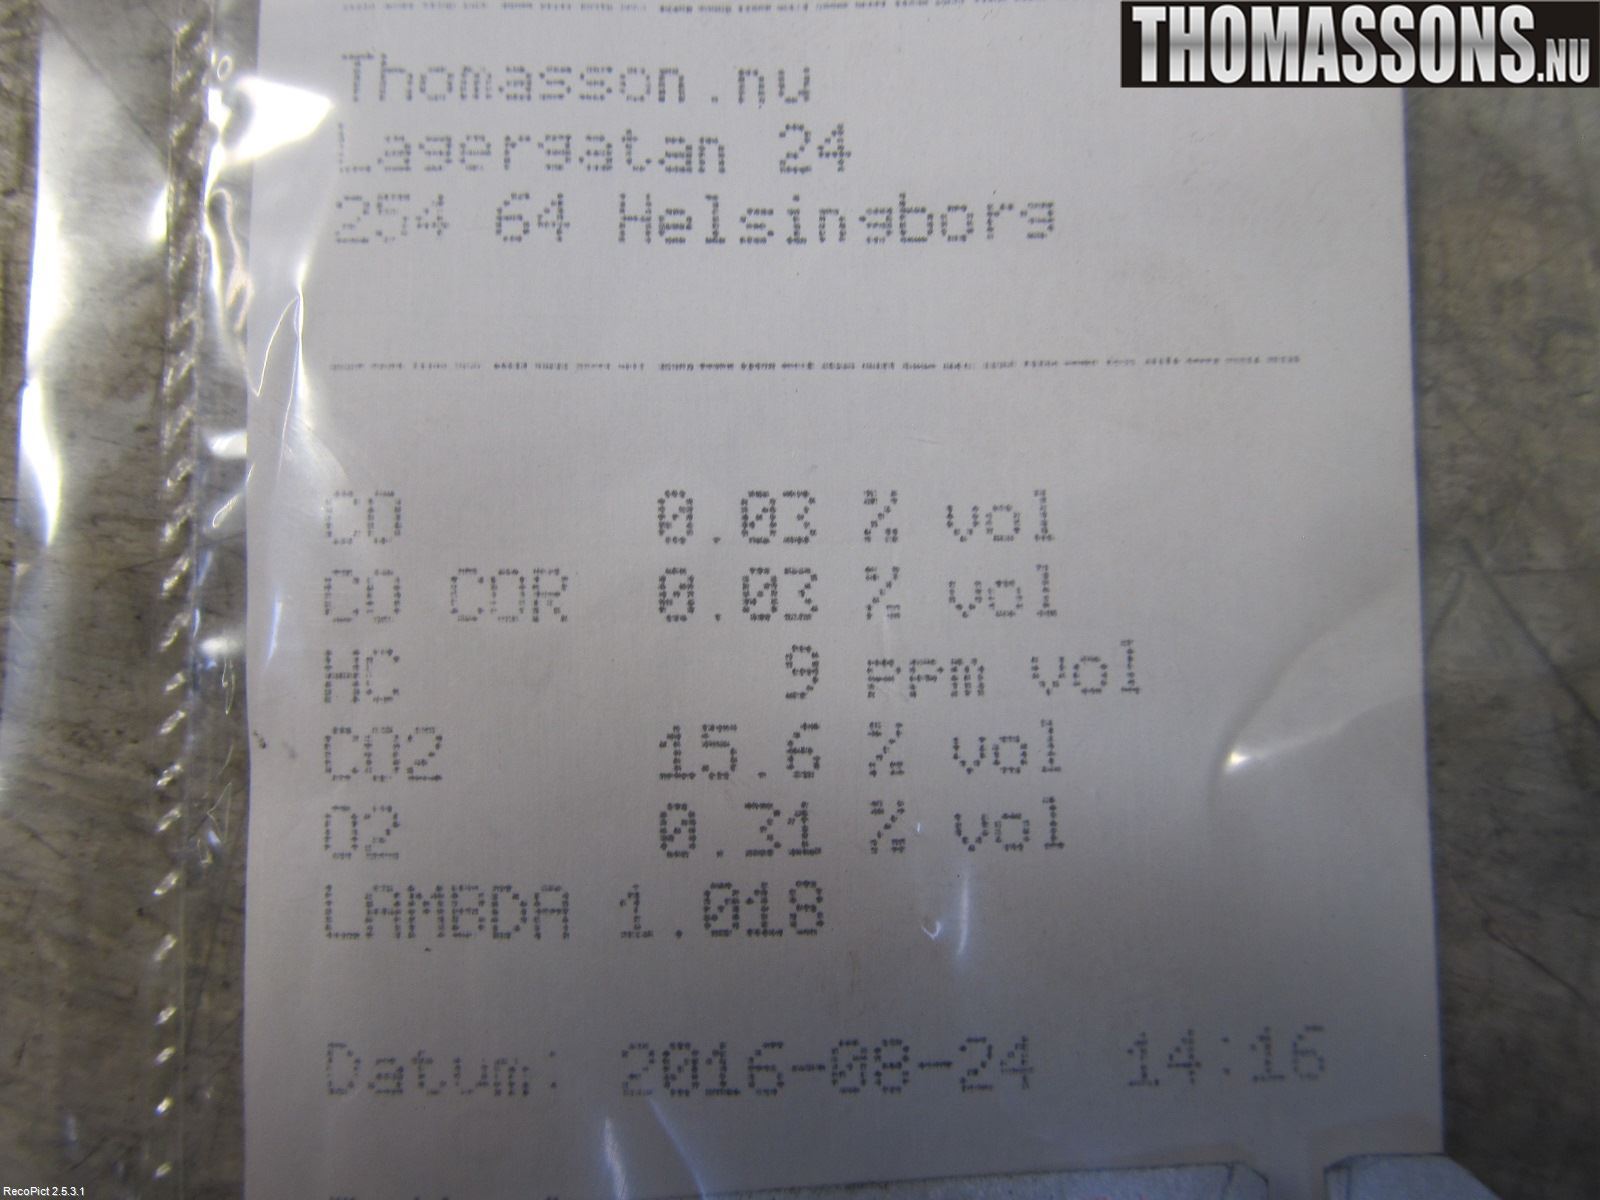 THOMASSONS.NU
Thomasson.nu
Lagergatan 24
254 64 Helsingborg
CO 0.03 % vol
CO COR 0.03 % vol
HC 9 ppm vol
CO2 15.6 % vol
O2 0.31 % vol
LAMBDA 1.018
Datum: 2016-08-24 14:16
RecoPict 2.5.3.1